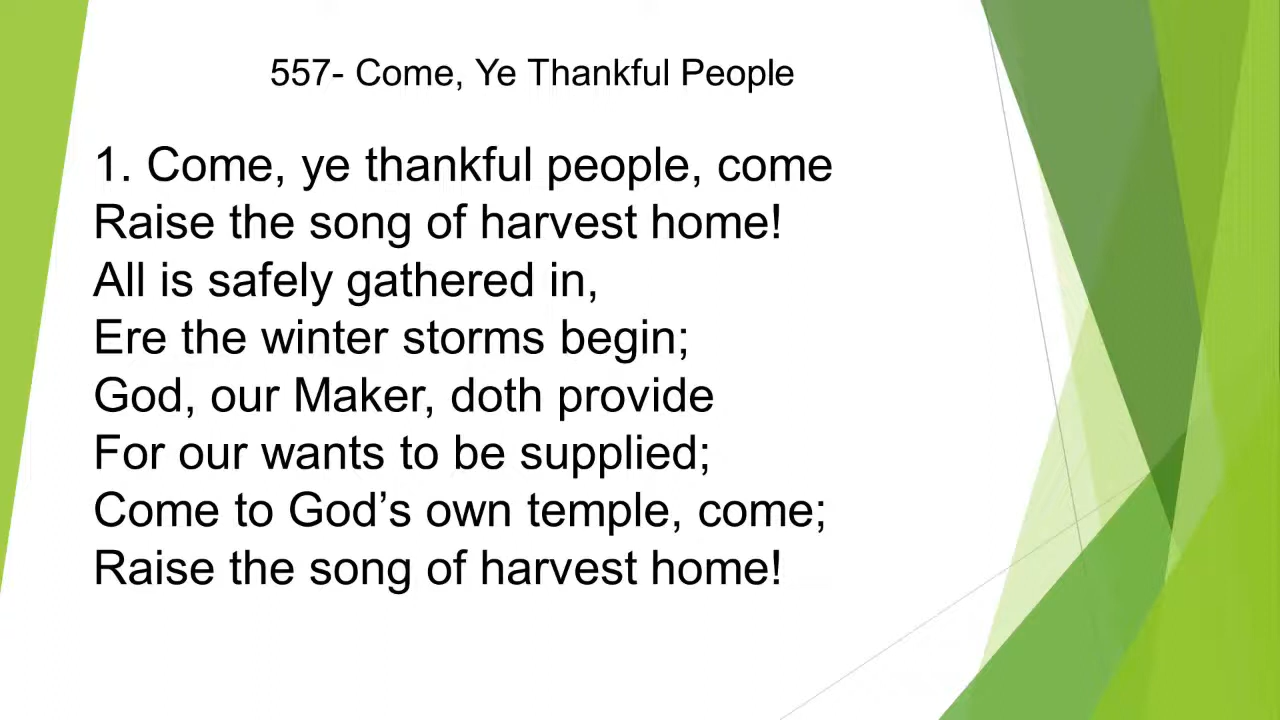 557- Come, Ye Thankful People
1. Come, ye thankful people, come
Raise the song of harvest home!
All is safely gathered in,
Ere the winter storms begin;
God, our Maker, doth provide
For our wants to be supplied;
Come to God’s own temple, come;
Raise the song of harvest home!